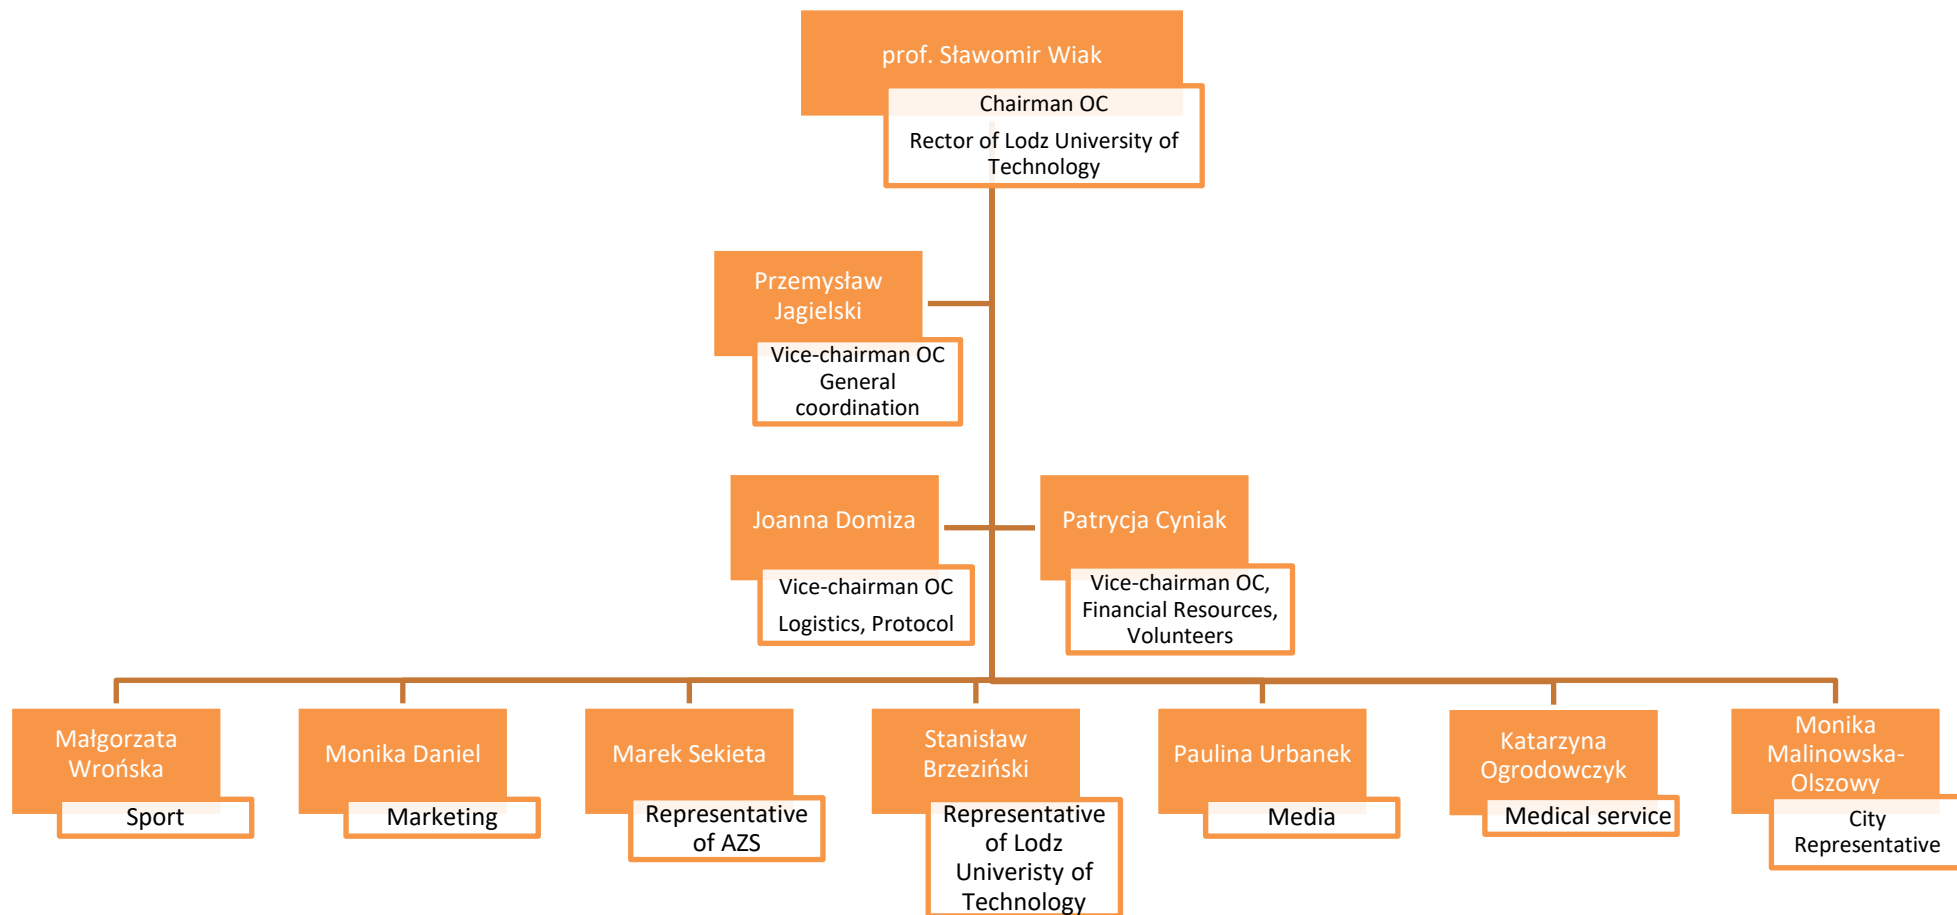 prof. Sławomir Wiak
Chairman OC
Rector of Lodz University of
Technology
Przemysław
Jagielski
Vice-chairman OC
General
coordination
Joanna Domiza
Vice-chairman OC
Logistics, Protocol
Patrycja Cyniak
Vice-chairman OC,
Financial Resources,
Volunteers
Małgorzata
Wrońska
Sport
Monika Daniel
Marketing
Marek Sekieta
Representative
of AZS
Stanisław
Brzeziński
Representative
of Lodz
Univeristy of
Technology
Paulina Urbanek
Media
Katarzyna
Ogrodowczyk
Medical service
Monika
Malinowska-
Olszowy
City
Representative